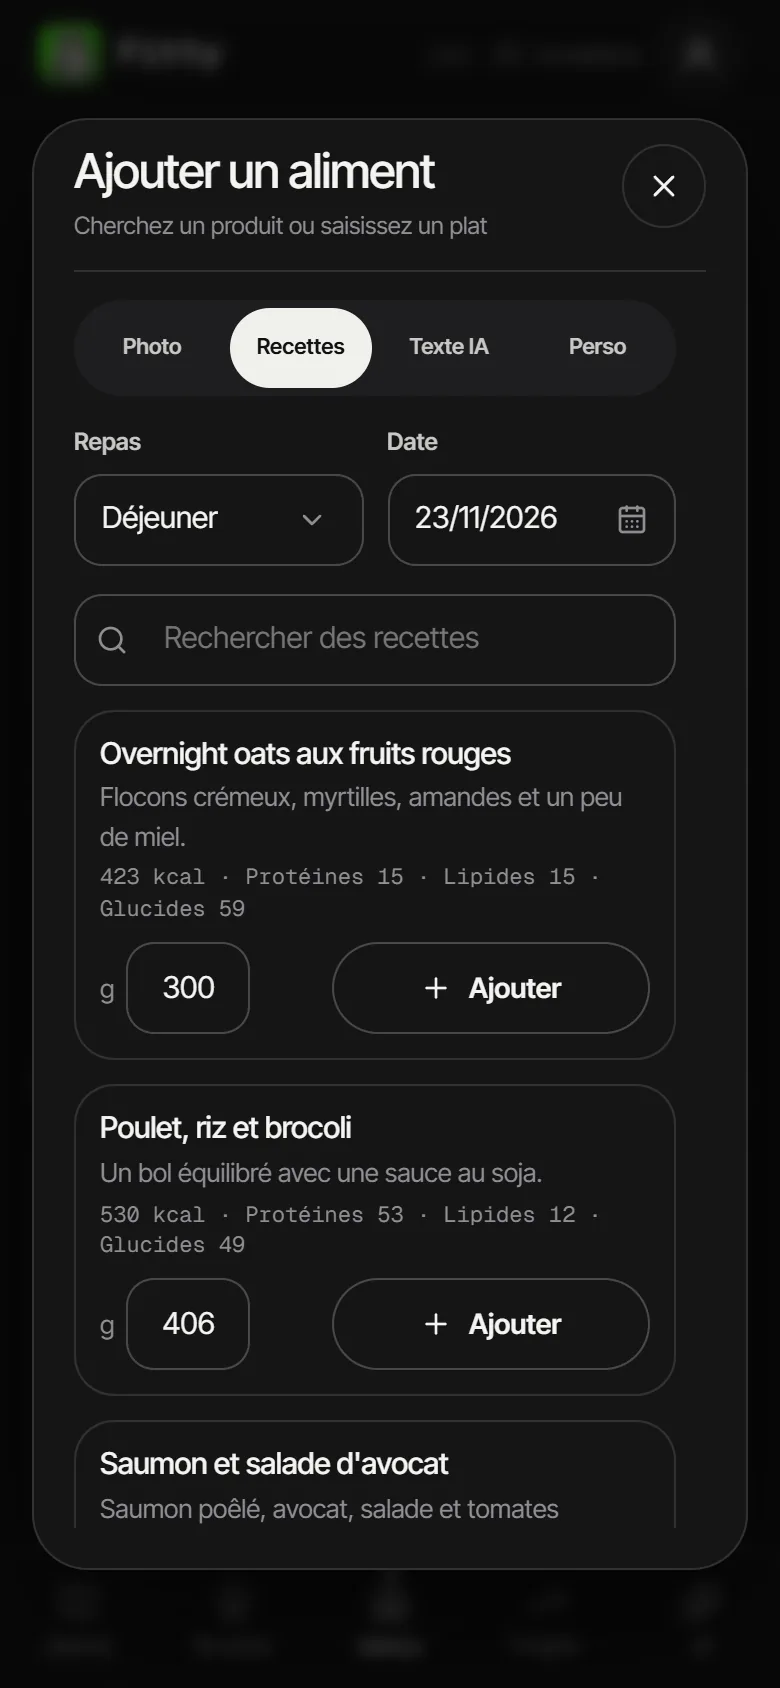 Ajouter un aliment
Cherchez un produit ou saisissez un plat
Photo Recettes Texte IA Perso
Repas Date
Déjeuner 23/11/2026
Rechercher des recettes
Overnight oats aux fruits rouges
Flocons crémeux, myrtilles, amandes et un peu
de miel.
423 kcal · Protéines 15 · Lipides 15 ·
Glucides 59
g 300 Ajouter
Poulet, riz et brocoli
Un bol équilibré avec une sauce au soja.
530 kcal · Protéines 53 · Lipides 12 ·
Glucides 49
g 406 Ajouter
Saumon et salade d'avocat
Saumon poêlé, avocat, salade et tomates